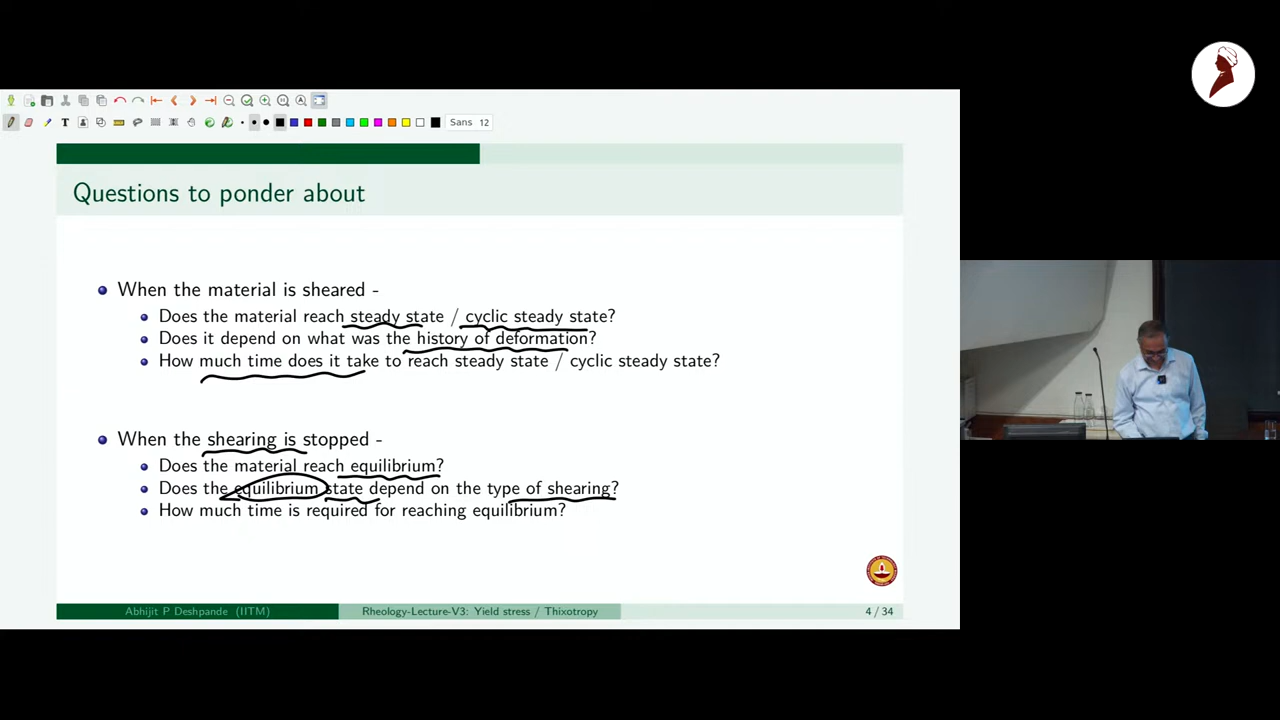 Sans 12
Questions to ponder about
When the material is sheared -
Does the material reach steady state / cyclic steady state?
Does it depend on what was the history of deformation?
How much time does it take to reach steady state / cyclic steady state?
When the shearing is stopped -
Does the material reach equilibrium?
Does the equilibrium state depend on the type of shearing?
How much time is required for reaching equilibrium?
Abhijit P Deshpande (IITM) Rheology-Lecture-V3: Yield stress / Thixotropy 4 / 34